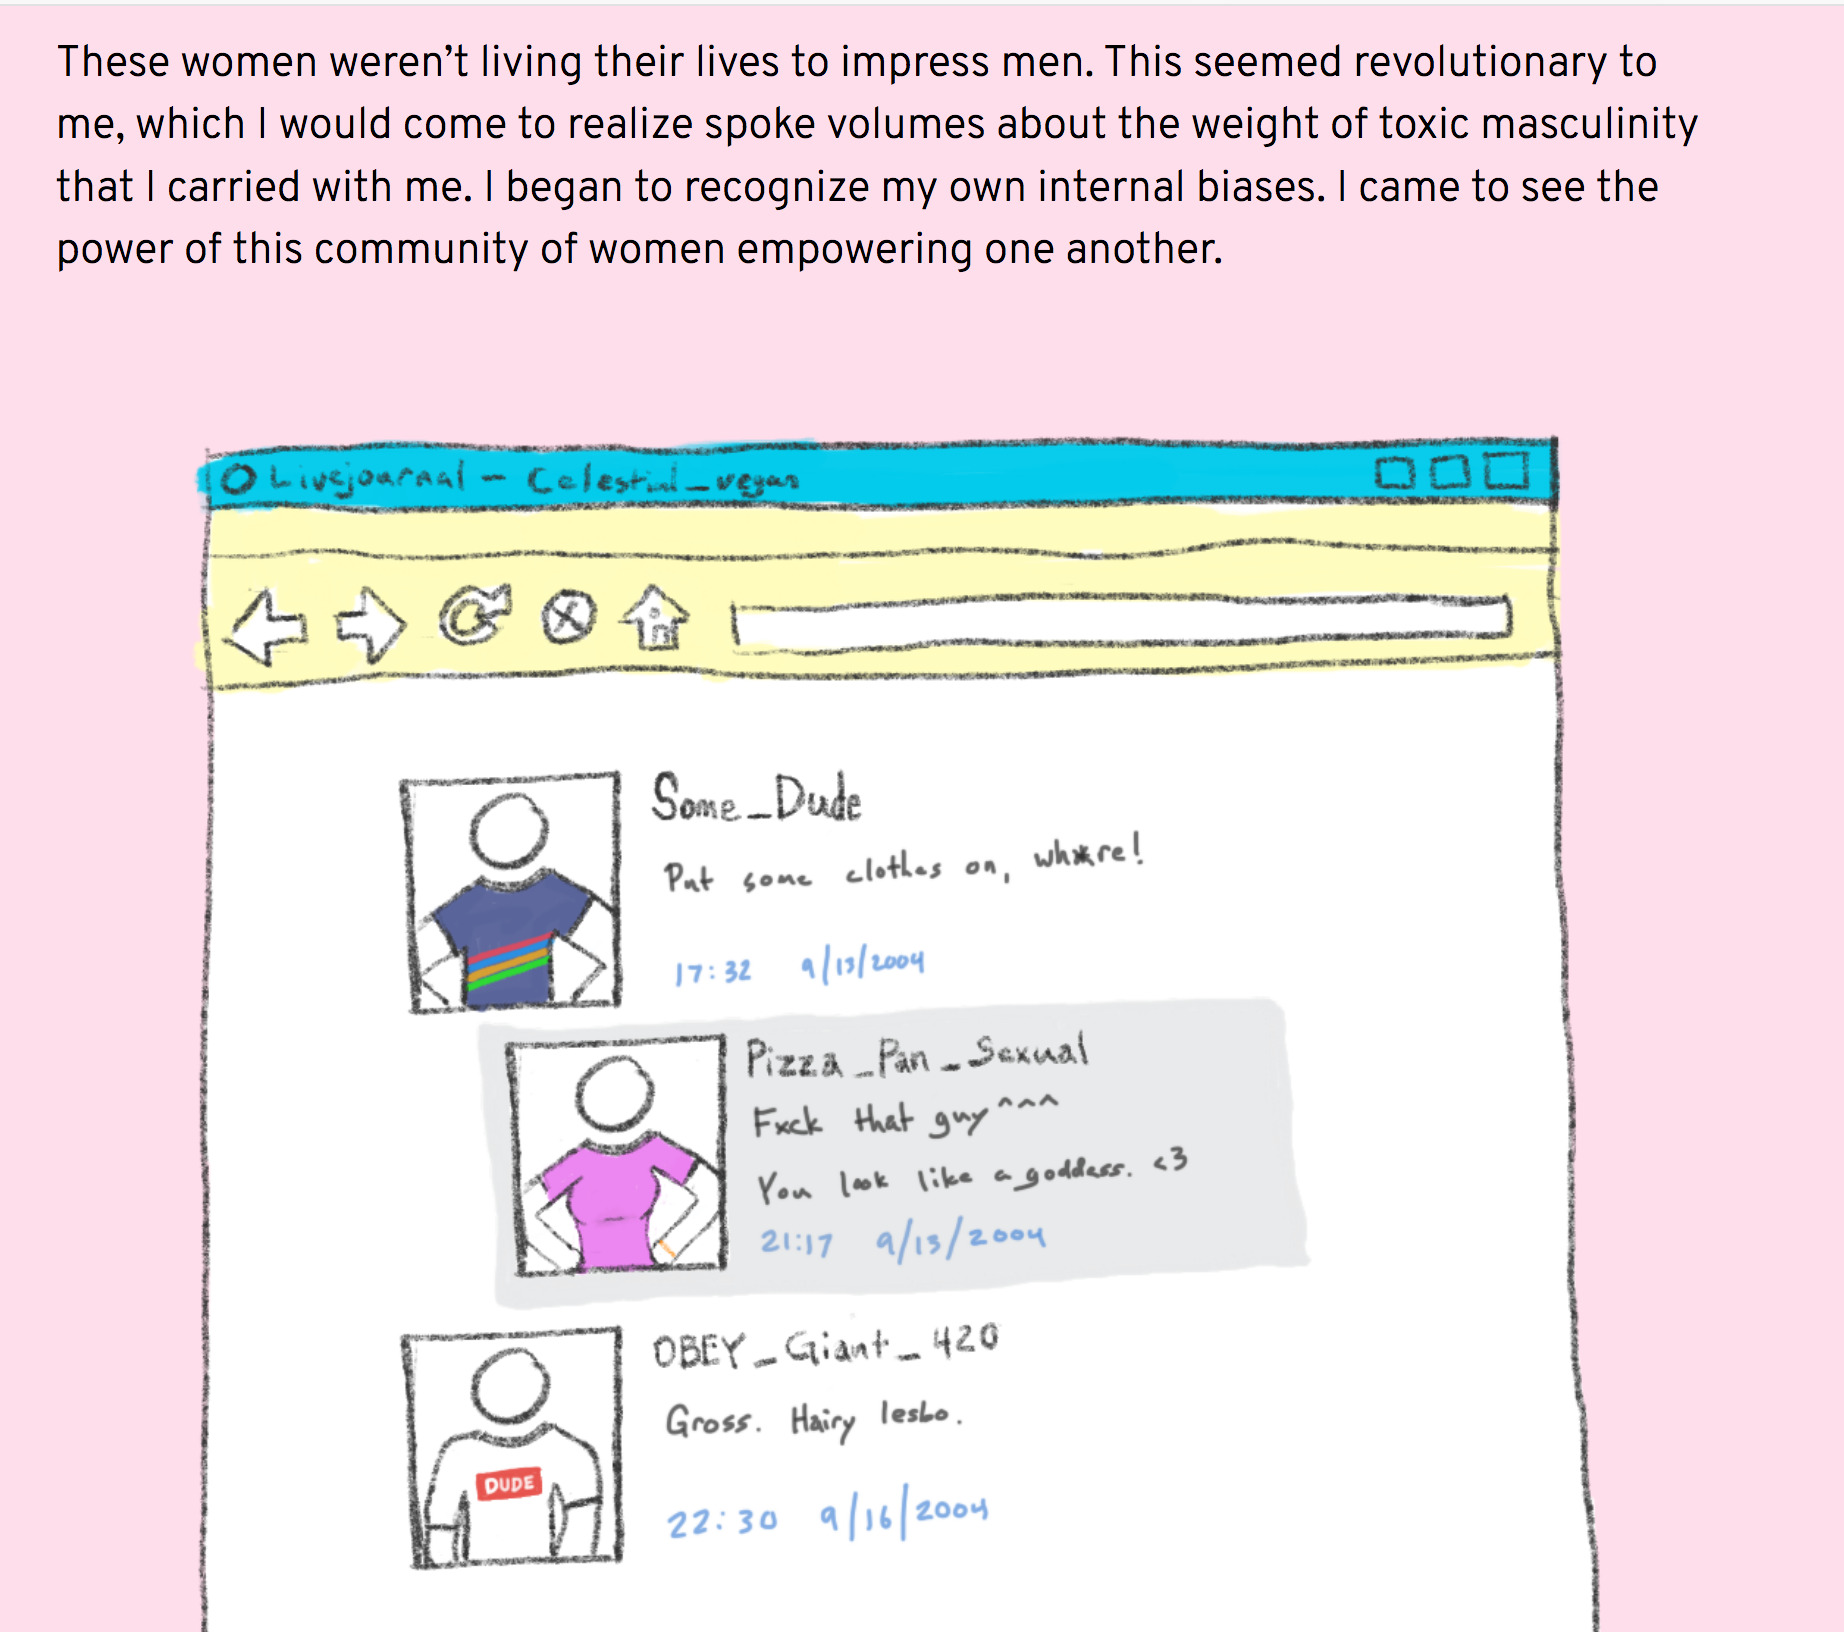 These women weren’t living their lives to impress men. This seemed revolutionary to
me, which I would come to realize spoke volumes about the weight of toxic masculinity
that I carried with me. I began to recognize my own internal biases. I came to see the
power of this community of women empowering one another.
Livejournal - Celestial_vegan
Some_Dude
Put some clothes on, wh*re!
17:32 9/13/2004
Pizza_Pan_Sexual
Fxck that guy ^^^
You look like a goddess. <3
21:17 9/13/2004
OBEY_Giant_420
Gross. Hairy lesbo.
DUDE
22:30 9/16/2004